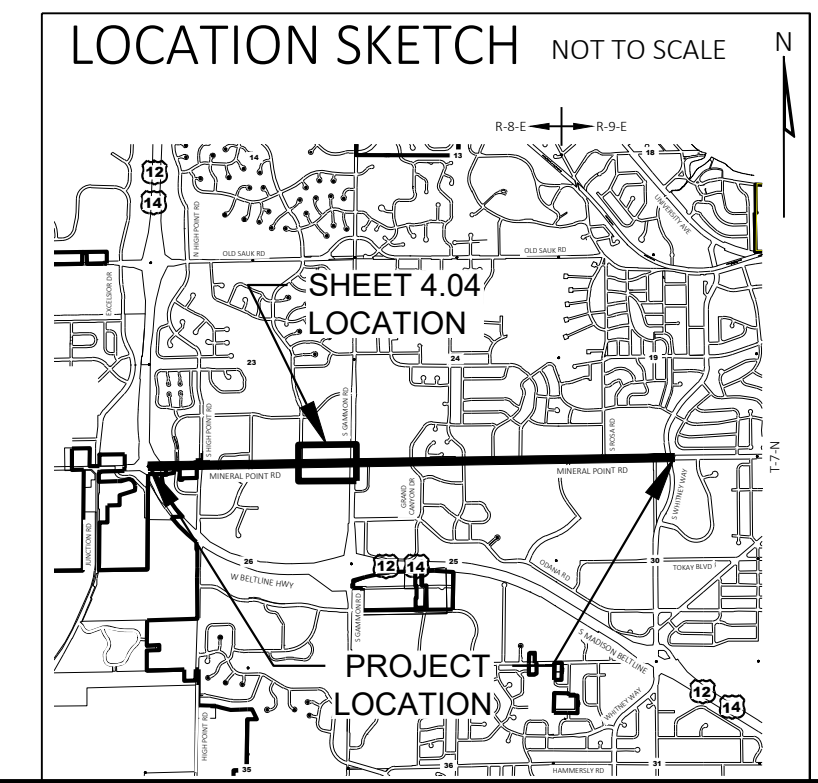 LOCATION SKETCH NOT TO SCALE
N
R-8-E R-9-E
12
14
14
13
18
N HIGH POINT RD
UNIVERSITY AVE
OLD SAUK RD
OLD SAUK RD
EXCELSIOR DR
SHEET 4.04
LOCATION
23
24
19
S HIGH POINT RD
S GAMMON RD
S ROSA RD
MINERAL POINT RD
MINERAL POINT RD
T-7-N
GRAND
CANYON DR
S WHITNEY WAY
JUNCTION RD
26
W BELTLINE HWY
12
14
25
ODANA RD
30
TOKAY BLVD
S GAMMON RD
S MADISON BELTLINE
PROJECT
LOCATION
12
14
WHITNEY WAY
HIGH POINT RD
35
36
HAMMERSLY RD
31